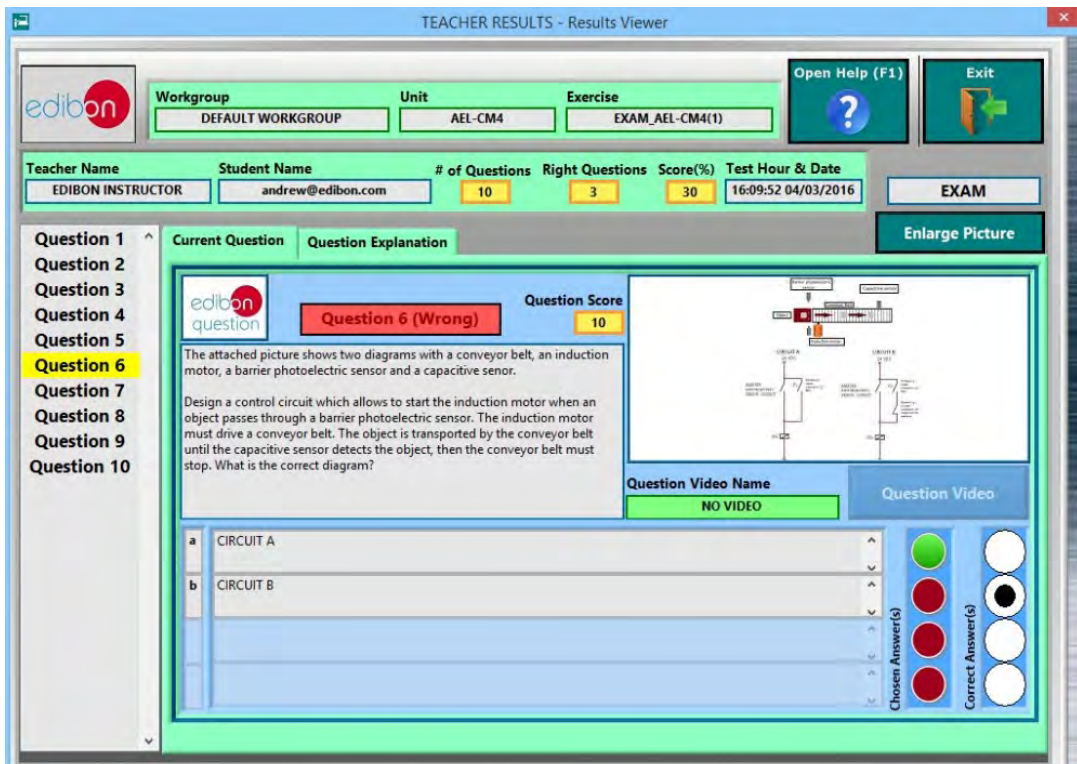 TEACHER RESULTS - Results Viewer
edibon
Workgroup
DEFAULT WORKGROUP
Unit
AEL-CM4
Exercise
EXAM_AEL-CM4(1)
Open Help (F1)
?
Exit
Teacher Name
EDIBON INSTRUCTOR
Student Name
andrew@edibon.com
# of Questions
10
Right Questions
3
Score(%)
30
Test Hour & Date
16:09:52 04/03/2016
EXAM
Enlarge Picture
Question 1
Question 2
Question 3
Question 4
Question 5
Question 6
Question 7
Question 8
Question 9
Question 10
Current Question
Question Explanation
edibon
question
Question 6 (Wrong)
Question Score
10
The attached picture shows two diagrams with a conveyor belt, an induction
motor, a barrier photoelectric sensor and a capacitive senor.
Design a control circuit which allows to start the induction motor when an
object passes through a barrier photoelectric sensor. The induction motor
must drive a conveyor belt. The object is transported by the conveyor belt
until the capacitive sensor detects the object, then the conveyor belt must
stop. What is the correct diagram?
CIRCUIT A
CIRCUIT B
Question Video Name
NO VIDEO
Question Video
a
CIRCUIT A
b
CIRCUIT B
Chosen Answer(s)
Correct Answer(s)